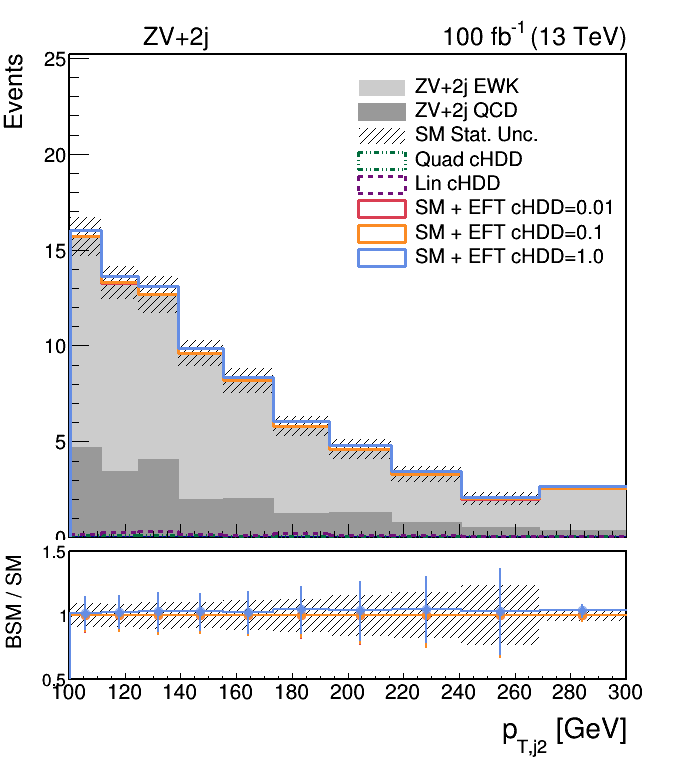 ZV+2j 100 fb⁻¹ (13 TeV)
Events
25
20
15
10
5
0
ZV+2j EWK
ZV+2j QCD
SM Stat. Unc.
Quad cHDD
Lin cHDD
SM + EFT cHDD=0.01
SM + EFT cHDD=0.1
SM + EFT cHDD=1.0
BSM / SM
1.5
1
0.5
100 120 140 160 180 200 220 240 260 280 300
p_T,j2 [GeV]